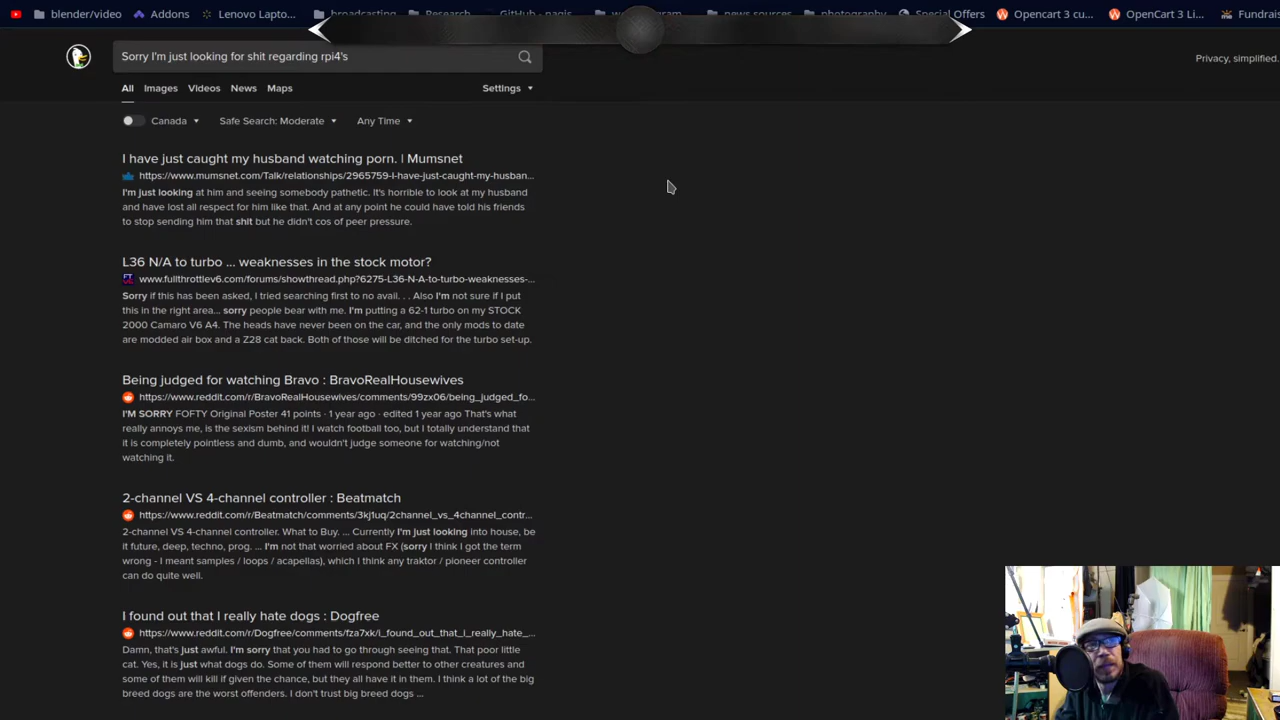 blender/video Addons Lenovo Lapto... broadcasting Research GitHub - nagis news sources photography Special Offers Opencart 3 cu... OpenCart 3 Li... Fundrais
Sorry I'm just looking for shit regarding rpi4's
Privacy, simplified.
All Images Videos News Maps Settings
Canada Safe Search: Moderate Any Time
I have just caught my husband watching porn. | Mumsnet
https://www.mumsnet.com/Talk/relationships/2965759-I-have-just-caught-my-husban...
I'm just looking at him and seeing somebody pathetic. It's horrible to look at my husband
and have lost all respect for him like that. And at any point he could have told his friends
to stop sending him that shit but he didn't cos of peer pressure.
L36 N/A to turbo ... weaknesses in the stock motor?
www.fullthrottlev6.com/forums/showthread.php?6275-L36-N-A-to-turbo-weaknesses-...
Sorry if this has been asked, I tried searching first to no avail. . . Also I'm not sure if I put
this in the right area... sorry people bear with me. I'm putting a 62-1 turbo on my STOCK
2000 Camaro V6 A4. The heads have never been on the car, and the only mods to date
are modded air box and a Z28 cat back. Both of those will be ditched for the turbo set-up.
Being judged for watching Bravo : BravoRealHousewives
https://www.reddit.com/r/BravoRealHousewives/comments/99zx06/being_judged_fo...
I'M SORRY FOFTY Original Poster 41 points · 1 year ago · edited 1 year ago That's what
really annoys me, is the sexism behind it! I watch football too, but I totally understand that
it is completely pointless and dumb, and wouldn't judge someone for watching/not
watching it.
2-channel VS 4-channel controller : Beatmatch
https://www.reddit.com/r/Beatmatch/comments/3kj1uq/2channel_vs_4channel_contr...
2-channel VS 4-channel controller. What to Buy. ... Currently I'm just looking into house, be
it future, deep, techno, prog. ... I'm not that worried about FX (sorry I think I got the term
wrong - I meant samples / loops / acapellas), which I think any traktor / pioneer controller
can do quite well.
I found out that I really hate dogs : Dogfree
https://www.reddit.com/r/Dogfree/comments/fza7xk/i_found_out_that_i_really_hate_...
Damn, that's just awful. I'm sorry that you had to go through seeing that. That poor little
cat. Yes, it is just what dogs do. Some of them will respond better to other creatures and
some of them will kill if given the chance, but they all have it in them. I think a lot of the big
breed dogs are the worst offenders. I don't trust big breed dogs ...